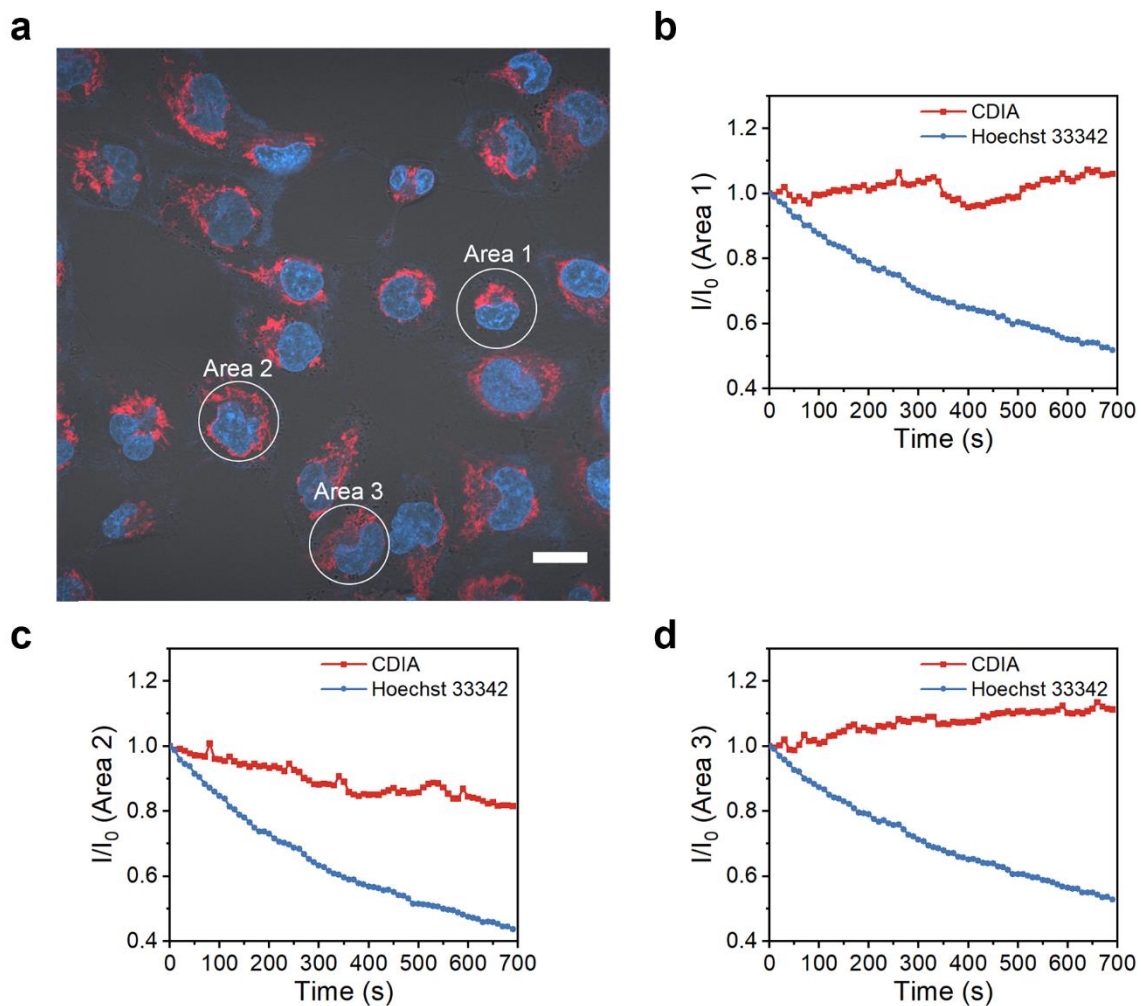 a
Area 1
Area 2
Area 3
b
CDIA
Hoechst 33342
1.2
1.0
0.8
0.6
0.4
I/I₀ (Area 1)
0 100 200 300 400 500 600 700
Time (s)
c
CDIA
Hoechst 33342
1.2
1.0
0.8
0.6
0.4
I/I₀ (Area 2)
0 100 200 300 400 500 600 700
Time (s)
d
CDIA
Hoechst 33342
1.2
1.0
0.8
0.6
0.4
I/I₀ (Area 3)
0 100 200 300 400 500 600 700
Time (s)